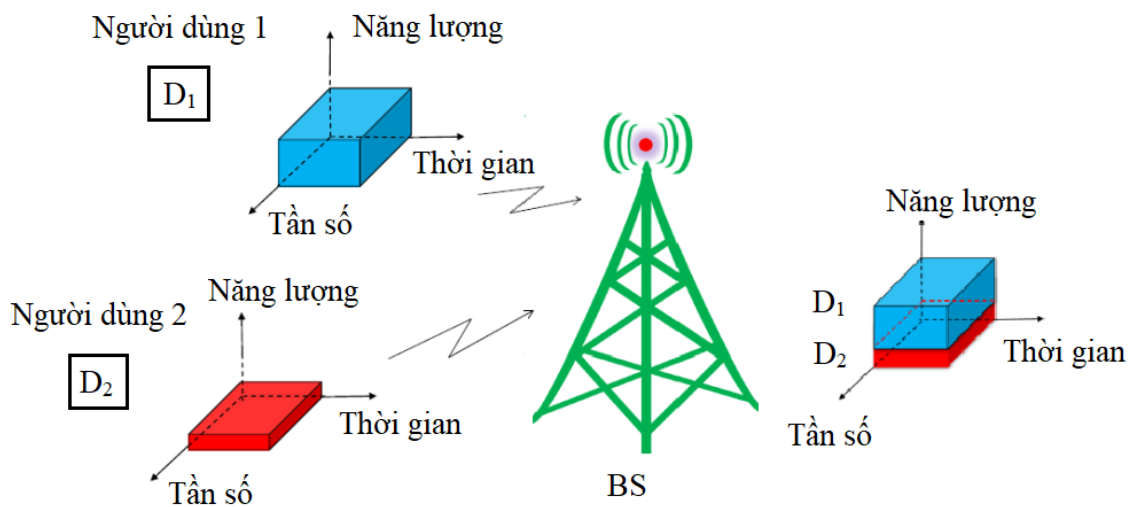 Người dùng 1
Năng lượng
D₁
Thời gian
Tần số
Người dùng 2
Năng lượng
D₂
Thời gian
Tần số
BS
Năng lượng
D₁
D₂
Thời gian
Tần số